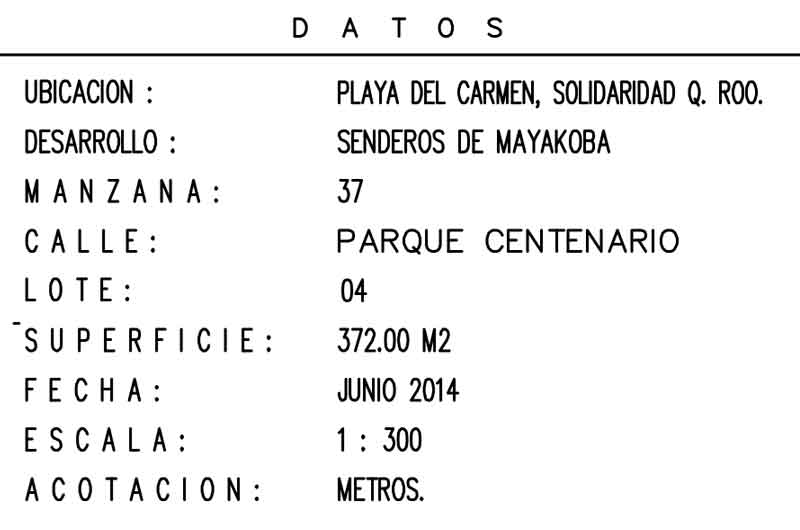 D A T O S
UBICACION : PLAYA DEL CARMEN, SOLIDARIDAD Q. ROO.
DESARROLLO : SENDEROS DE MAYAKOBA
M A N Z A N A : 37
C A L L E : PARQUE CENTENARIO
L O T E : 04
S U P E R F I C I E : 372.00 M2
F E C H A : JUNIO 2014
E S C A L A : 1 : 300
A C O T A C I O N : METROS.